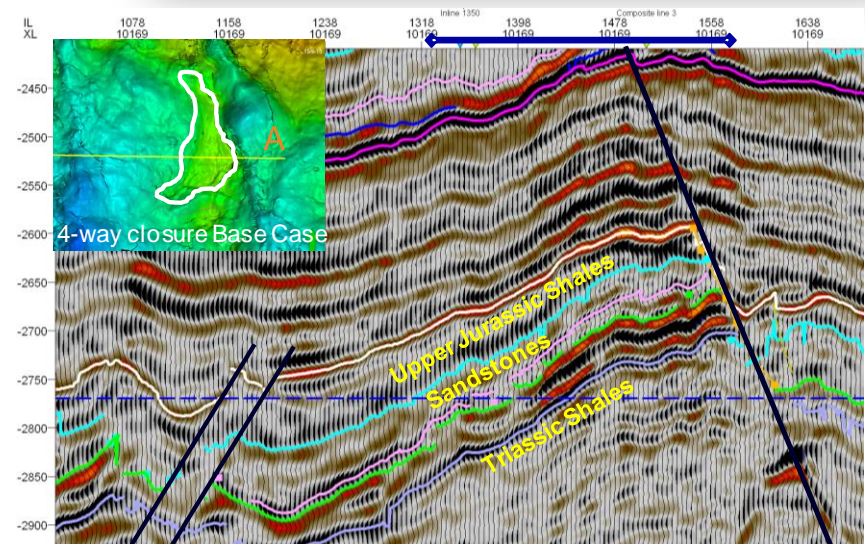 Inline 1350 Composite line 3
IL 1078 1158 1238 1318 1398 1478 1558 1638
XL 10169 10169 10169 10169 10169 10169 10169 10169
-2450
-2500
-2550
-2600
-2650
-2700
-2750
-2800
-2850
-2900
A
4-way closure Base Case
Upper Jurassic Shales
Sandstones
Triassic Shales